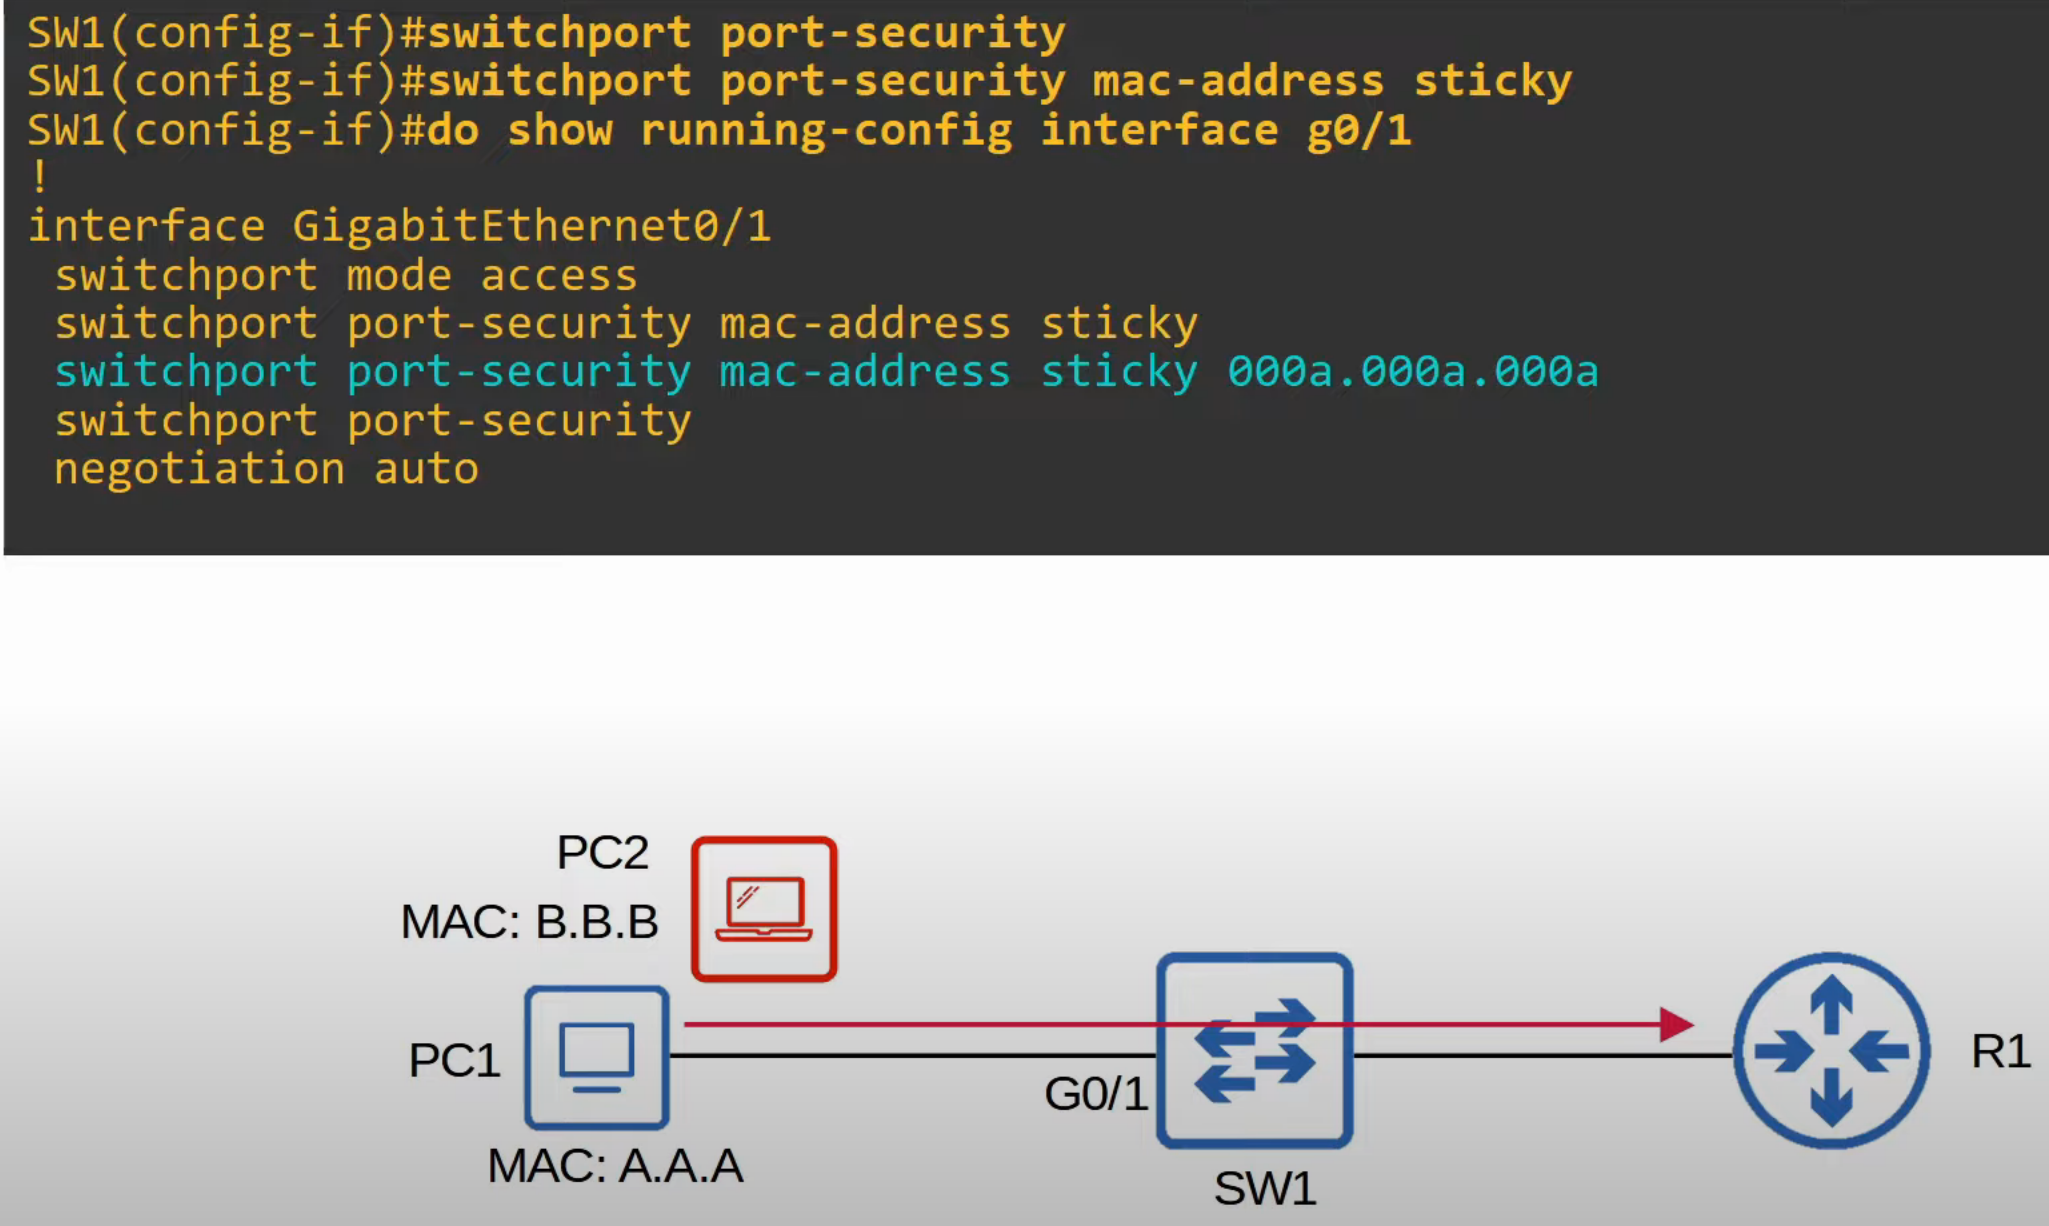 SW1(config-if)#switchport port-security
SW1(config-if)#switchport port-security mac-address sticky
SW1(config-if)#do show running-config interface g0/1
!
interface GigabitEthernet0/1
 switchport mode access
 switchport port-security mac-address sticky
 switchport port-security mac-address sticky 000a.000a.000a
 switchport port-security
 negotiation auto
PC2
MAC: B.B.B
PC1
MAC: A.A.A
G0/1
SW1
R1